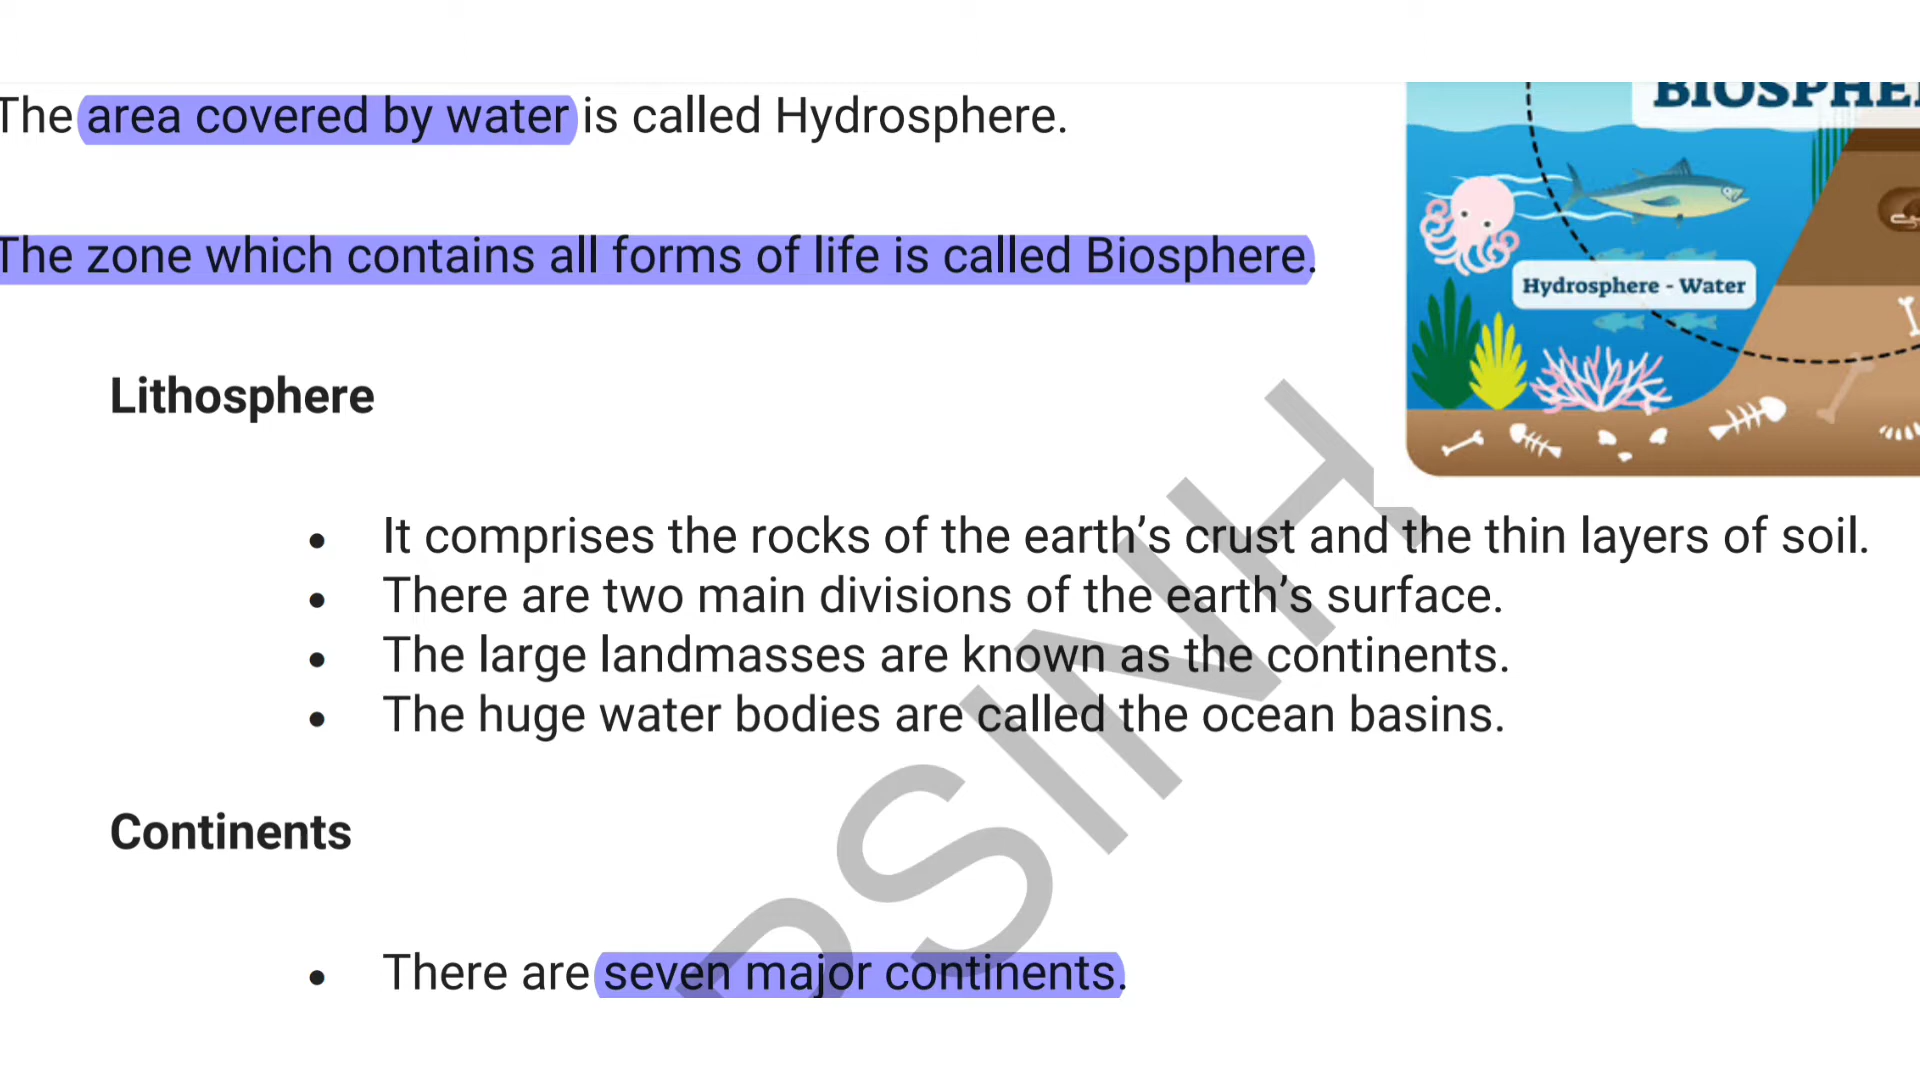 The area covered by water is called Hydrosphere.
BIOSPHE
Hydrosphere - Water
The zone which contains all forms of life is called Biosphere.
Lithosphere
• It comprises the rocks of the earth’s crust and the thin layers of soil.
• There are two main divisions of the earth’s surface.
• The large landmasses are known as the continents.
• The huge water bodies are called the ocean basins.
Continents
• There are seven major continents.
PSINH